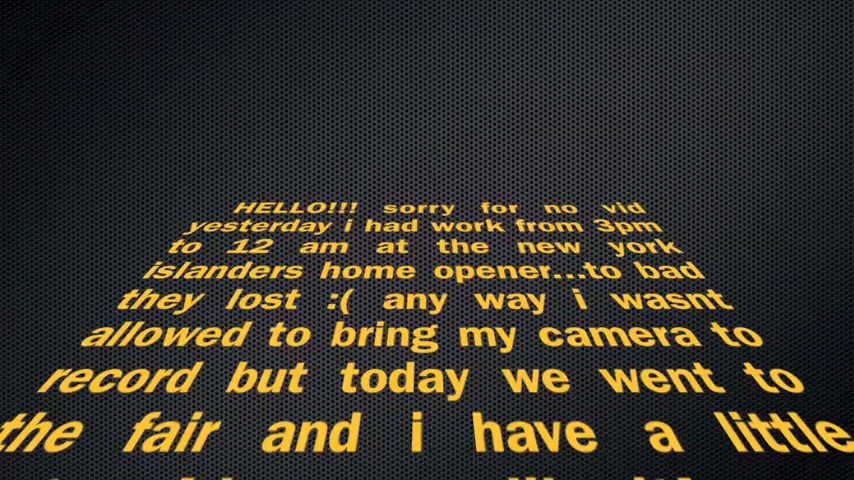 HELLO!!! sorry for no vid
yesterday i had work from 3pm
to 12 am at the new york
islanders home opener...to bad
they lost :( any way i wasnt
allowed to bring my camera to
record but today we went to
the fair and i have a little